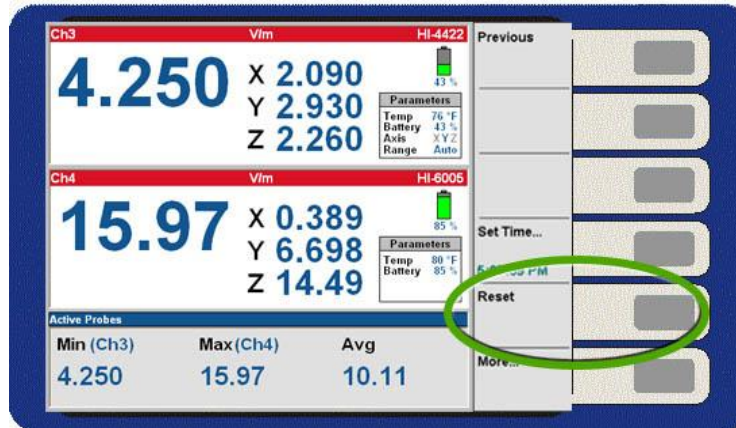 Ch3 V/m HI-4422
4.250
X 2.090
Y 2.930
Z 2.260
43 %
Parameters
Temp 76 °F
Battery 43 %
Axis X Y Z
Range Auto
Ch4 V/m HI-6005
15.97
X 0.389
Y 6.698
Z 14.49
85 %
Parameters
Temp 80 °F
Battery 85 %
Active Probes
Min (Ch3) Max (Ch4) Avg
4.250 15.97 10.11
Previous
Set Time...
PM
Reset
More...